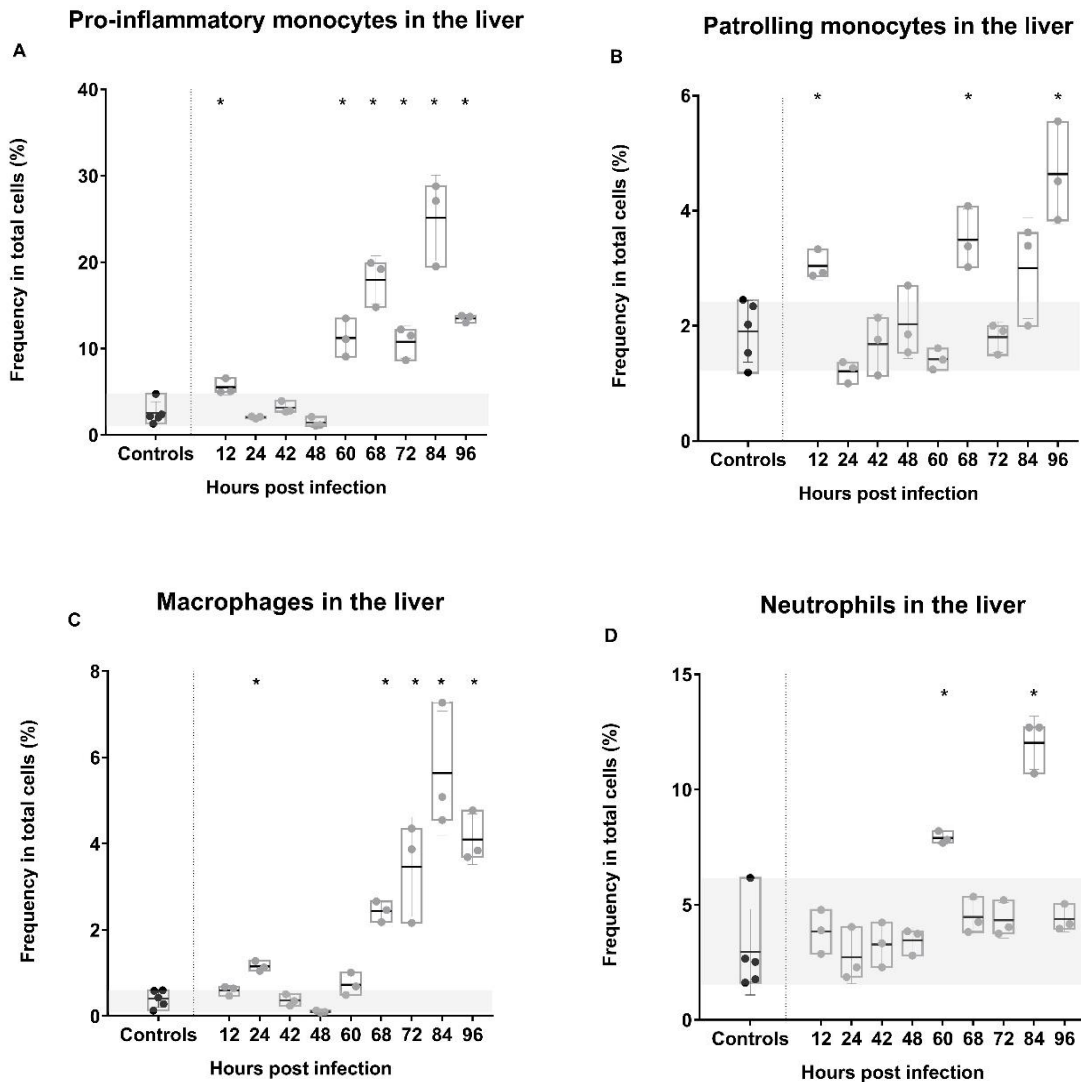 Pro-inflammatory monocytes in the liver
A
Frequency in total cells (%)
40
30
20
10
0
* * * * * *
Controls 12 24 42 48 60 68 72 84 96
Hours post infection
Patrolling monocytes in the liver
B
Frequency in total cells (%)
6
4
2
0
* * *
Controls 12 24 42 48 60 68 72 84 96
Hours post infection
Macrophages in the liver
C
Frequency in total cells (%)
8
6
4
2
0
* * * * *
Controls 12 24 42 48 60 68 72 84 96
Hours post infection
Neutrophils in the liver
D
Frequency in total cells (%)
15
10
5
0
* *
Controls 12 24 42 48 60 68 72 84 96
Hours post infection